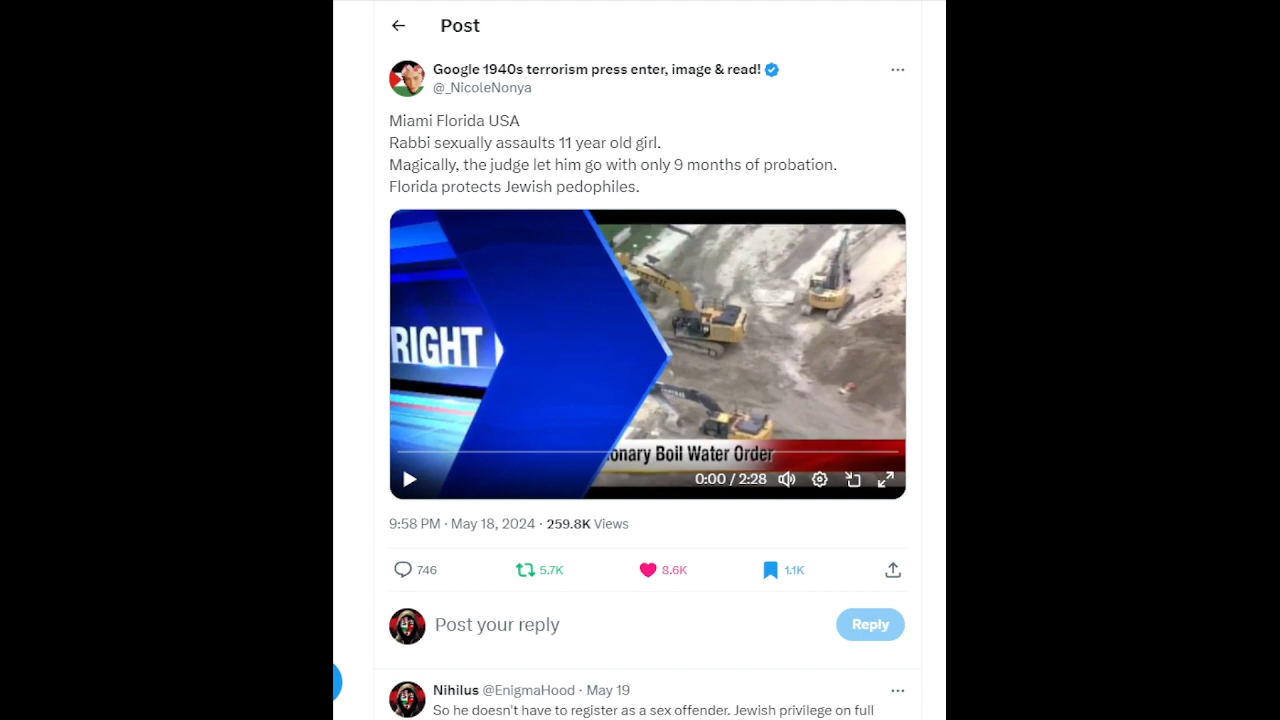 Post
Google 1940s terrorism press enter, image & read!
@_NicoleNonya
Miami Florida USA
Rabbi sexually assaults 11 year old girl.
Magically, the judge let him go with only 9 months of probation.
Florida protects Jewish pedophiles.
RIGHT
onary Boil Water Order
0:00 / 2:28
9:58 PM · May 18, 2024 · 259.8K Views
746 5.7K 8.6K 1.1K
Post your reply
Reply
Nihilus @EnigmaHood · May 19
So he doesn't have to register as a sex offender. Jewish privilege on full